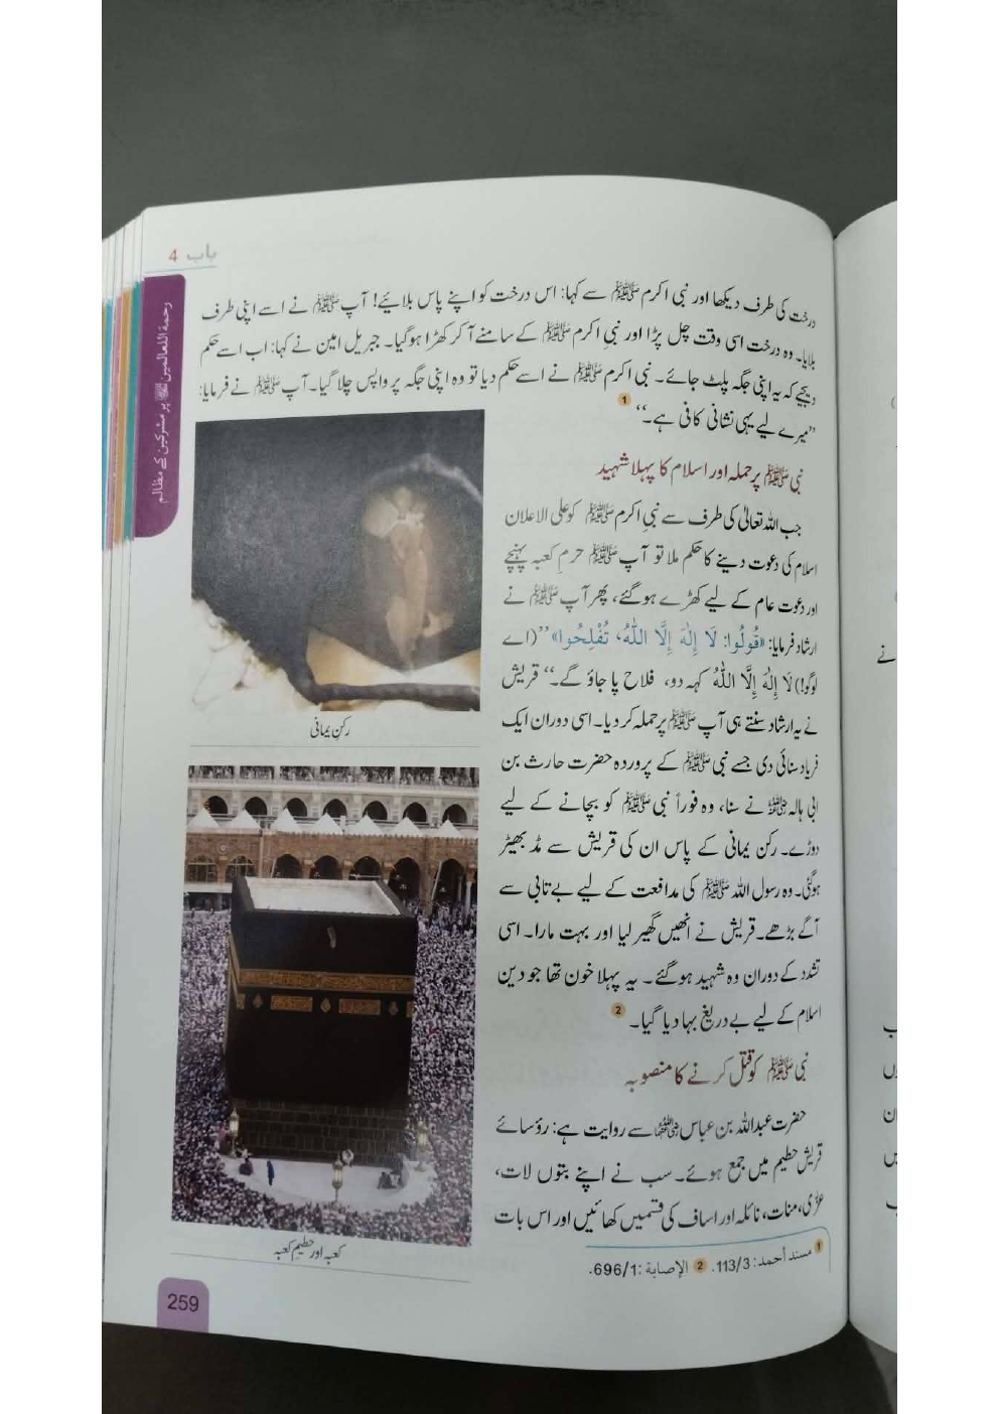 باب 4
رحمة اللعالمین ﷺ پر مشرکین کے مظالم
درخت کی طرف دیکھا اور نبی اکرم ﷺ سے کہا: اس درخت کو اپنے پاس بلائیے! آپ ﷺ نے اسے اپنی طرف
بلایا۔ وہ درخت اسی وقت چل پڑا اور نبیِ اکرم ﷺ کے سامنے آ کر کھڑا ہوگیا۔ جبریل امین نے کہا: اب اسے حکم
دیجیے کہ یہ اپنی جگہ پلٹ جائے۔ نبی اکرم ﷺ نے اسے حکم دیا تو وہ اپنی جگہ پر واپس چلا گیا۔ آپ ﷺ نے فرمایا:
”میرے لیے یہی نشانی کافی ہے۔“ 1
نبی ﷺ پر حملہ اور اسلام کا پہلا شہید
جب اللہ تعالیٰ کی طرف سے نبیِ اکرم ﷺ کو علی الاعلان
اسلام کی دعوت دینے کا حکم ملا تو آپ ﷺ حرمِ کعبہ پہنچے
اور دعوت عام کے لیے کھڑے ہوگئے، پھر آپ ﷺ نے
ارشاد فرمایا: «قُولُوا: لَا إِلٰهَ إِلَّا اللّٰهُ، تُفْلِحُوا» ”(اے
لوگو!) لَا إِلٰهَ إِلَّا اللّٰهُ کہہ دو، فلاح پا جاؤ گے۔“ قریش
نے یہ ارشاد سنتے ہی آپ ﷺ پر حملہ کر دیا۔ اسی دوران ایک
فریاد سنائی دی جسے نبی ﷺ کے پروردہ حضرت حارث بن
ابی ہالہ رضی اللہ عنہ نے سنا، وہ فوراً نبی ﷺ کو بچانے کے لیے
دوڑے۔ رکن یمانی کے پاس ان کی قریش سے مڈبھیڑ
ہوگئی۔ وہ رسول اللہ ﷺ کی مدافعت کے لیے بے تابی سے
آگے بڑھے۔ قریش نے انھیں گھیر لیا اور بہت مارا۔ اسی
تشدد کے دوران وہ شہید ہوگئے۔ یہ پہلا خون تھا جو دین
اسلام کے لیے بے دریغ بہا دیا گیا۔ 2
نبی ﷺ کو قتل کرنے کا منصوبہ
حضرت عبداللہ بن عباس رضی اللہ عنہما سے روایت ہے: رؤسائے
قریش حطیم میں جمع ہوئے۔ سب نے اپنے بتوں لات،
عزّٰی، منات، نائلہ اور اساف کی قسمیں کھائیں اور اس بات
رکنِ یمانی
کعبہ اور حطیمِ کعبہ
1 مسند أحمد: 113/3. 2 الإصابة: 696/1.
259